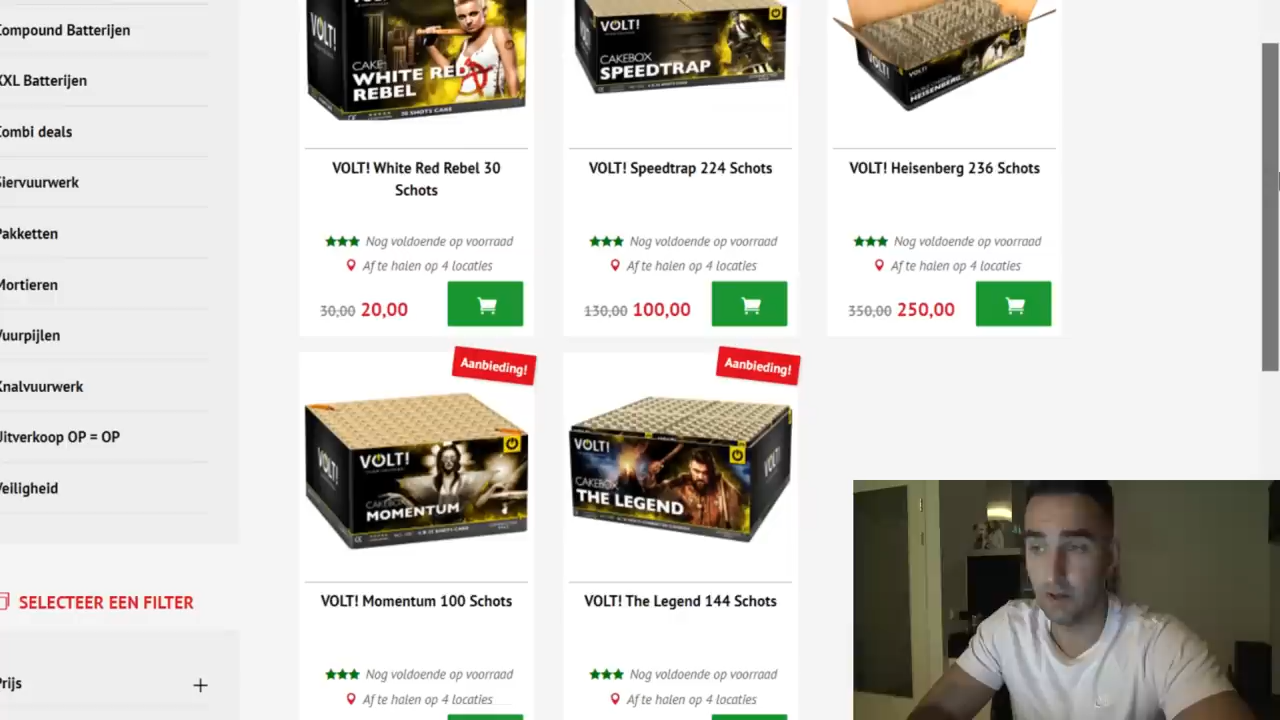 Compound Batterijen
XXL Batterijen
Combi deals
Siervuurwerk
Pakketten
Mortieren
Vuurpijlen
Knalvuurwerk
Uitverkoop OP = OP
Veiligheid
SELECTEER EEN FILTER
Prijs
VOLT!
CAKE
WHITE RED
REBEL
30 SHOTS CAKE
VOLT! White Red Rebel 30
Schots
Nog voldoende op voorraad
Af te halen op 4 locaties
30,00 20,00
VOLT!
CAKEBOX
SPEEDTRAP
VOLT! Speedtrap 224 Schots
Nog voldoende op voorraad
Af te halen op 4 locaties
130,00 100,00
VOLT!
VOLT!
HEISENBERG
VOLT! Heisenberg 236 Schots
Nog voldoende op voorraad
Af te halen op 4 locaties
350,00 250,00
Aanbieding!
VOLT!
VOLT!
CAKEBOX
MOMENTUM
VOLT! Momentum 100 Schots
Nog voldoende op voorraad
Af te halen op 4 locaties
Aanbieding!
VOLT!
VOLT!
CAKEBOX
THE LEGEND
VOLT! The Legend 144 Schots
Nog voldoende op voorraad
Af te halen op 4 locaties